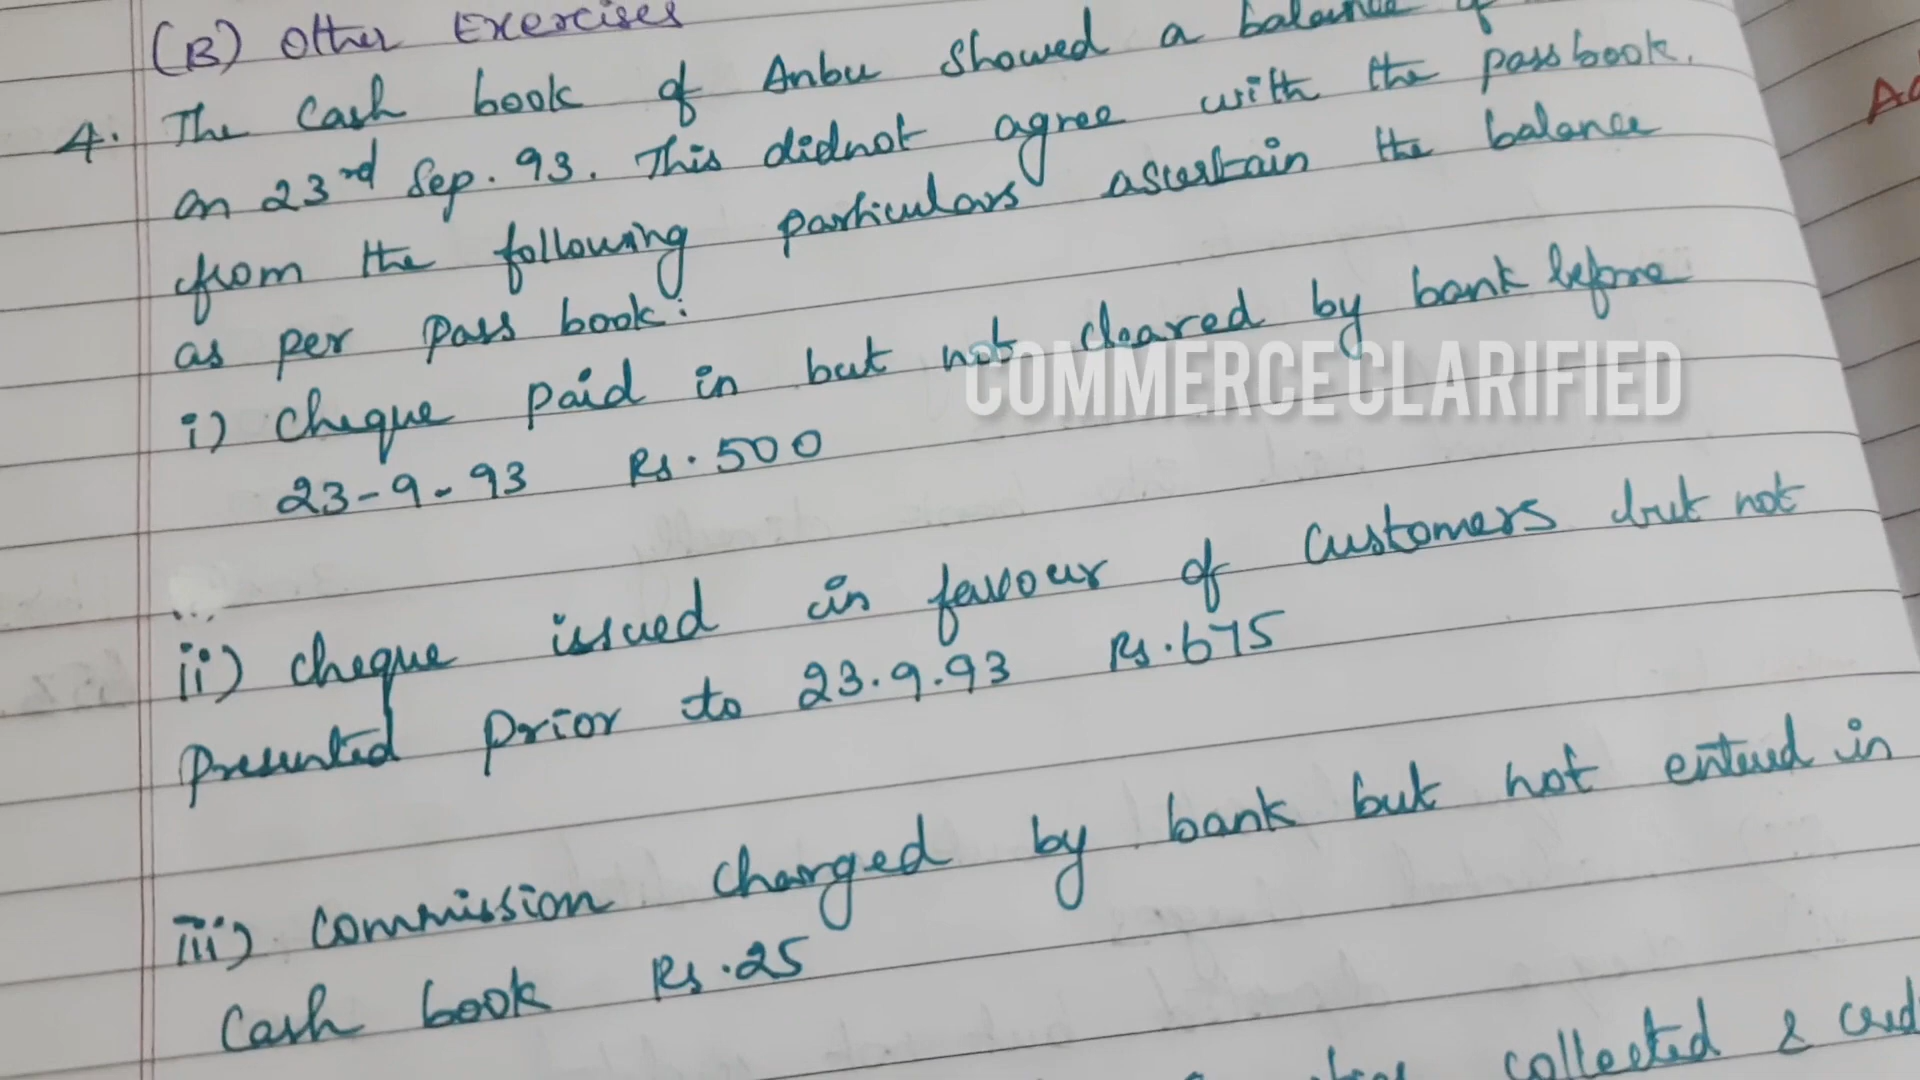 (B) Other Exercises
4. The Cash book of Anbu showed a balance of
on 23rd Sep. 93. This didnot agree with the passbook.
from the following particulars ascertain the balance
as per pass book:
i) Cheque paid in but not cleared by bank before
COMMERCE CLARIFIED
23-9-93 Rs.500
ii) cheque issued in favour of customers but not
presented prior to 23.9.93 Rs.675
iii) commission charged by bank but not entered in
Cash book Rs.25
collected &